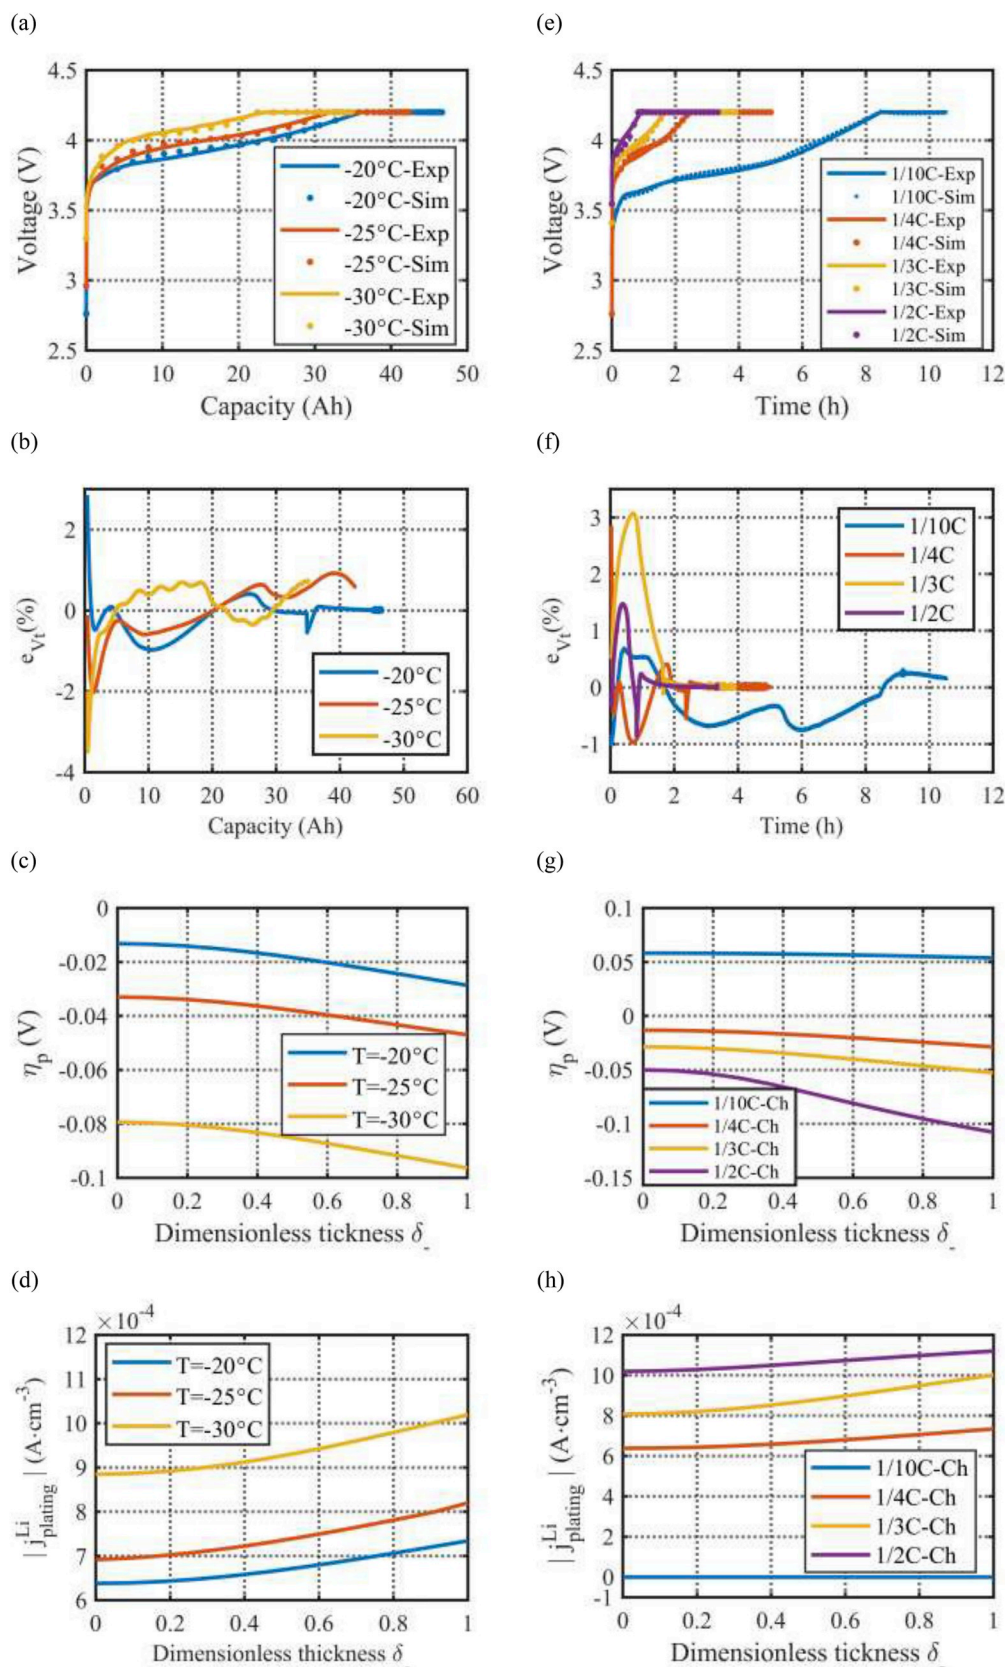 (a)
4.5
4
3.5
3
2.5
Voltage (V)
-20°C-Exp
-20°C-Sim
-25°C-Exp
-25°C-Sim
-30°C-Exp
-30°C-Sim
0 10 20 30 40 50
Capacity (Ah)
(e)
4.5
4
3.5
3
2.5
Voltage (V)
1/10C-Exp
1/10C-Sim
1/4C-Exp
1/4C-Sim
1/3C-Exp
1/3C-Sim
1/2C-Exp
1/2C-Sim
0 2 4 6 8 10 12
Time (h)
(b)
2
0
-2
-4
eVt(%)
-20°C
-25°C
-30°C
0 10 20 30 40 50 60
Capacity (Ah)
(f)
3
2
1
0
-1
eVt(%)
1/10C
1/4C
1/3C
1/2C
0 2 4 6 8 10 12
Time (h)
(c)
0
-0.02
-0.04
-0.06
-0.08
-0.1
ηp (V)
T=-20°C
T=-25°C
T=-30°C
0 0.2 0.4 0.6 0.8 1
Dimensionless tickness δ-
(g)
0.1
0.05
0
-0.05
-0.1
-0.15
ηp (V)
1/10C-Ch
1/4C-Ch
1/3C-Ch
1/2C-Ch
0 0.2 0.4 0.6 0.8 1
Dimensionless tickness δ-
(d)
×10-4
12
11
10
9
8
7
6
| jLi plating | (A·cm-3)
T=-20°C
T=-25°C
T=-30°C
0 0.2 0.4 0.6 0.8 1
Dimensionless thickness δ
(h)
×10-4
12
10
8
6
4
2
0
-1
| jLi plating | (A·cm-3)
1/10C-Ch
1/4C-Ch
1/3C-Ch
1/2C-Ch
0 0.2 0.4 0.6 0.8 1
Dimensionless tickness δ-